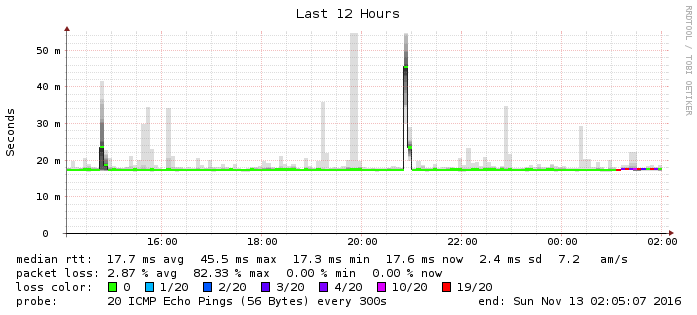 Last 12 Hours
RRDTOOL / TOBI OETIKER
Seconds
50 m
40 m
30 m
20 m
10 m
0
16:00 18:00 20:00 22:00 00:00 02:00
median rtt: 17.7 ms avg 45.5 ms max 17.3 ms min 17.6 ms now 2.4 ms sd 7.2 am/s
packet loss: 2.87 % avg 82.33 % max 0.00 % min 0.00 % now
loss color: 0 1/20 2/20 3/20 4/20 10/20 19/20
probe: 20 ICMP Echo Pings (56 Bytes) every 300s end: Sun Nov 13 02:05:07 2016